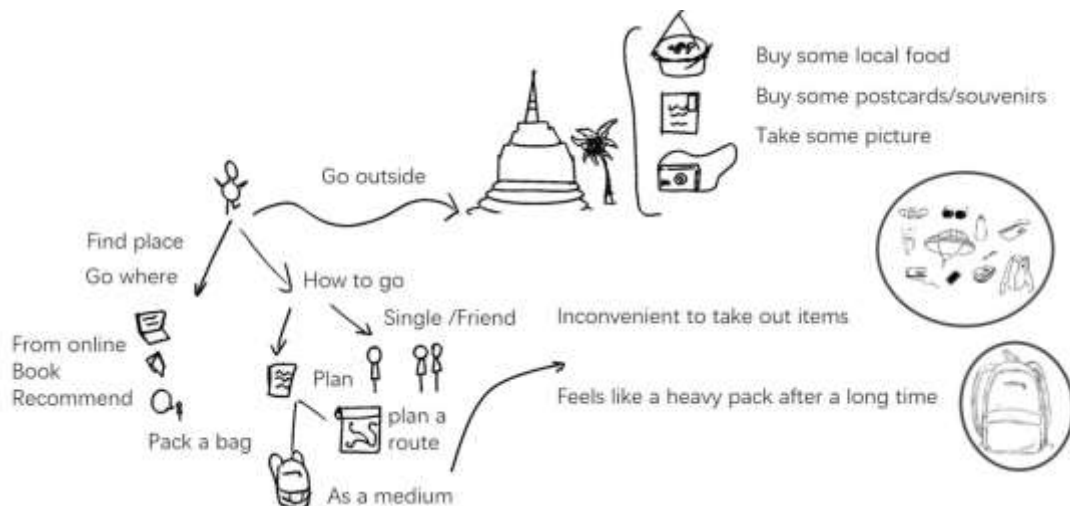 Buy some local food
Buy some postcards/souvenirs
Take some picture
Go outside
Find place
Go where
How to go
Single /Friend
Inconvenient to take out items
From online
Book
Recommend
Plan
Feels like a heavy pack after a long time
plan a
route
Pack a bag
As a medium